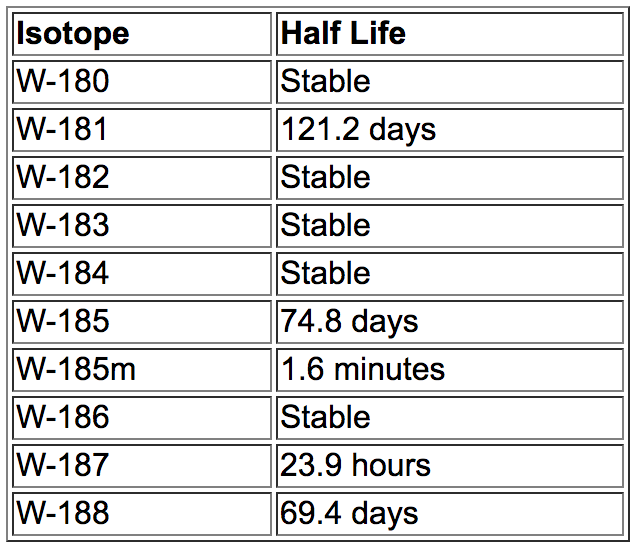 Isotope Half Life
W-180 Stable
W-181 121.2 days
W-182 Stable
W-183 Stable
W-184 Stable
W-185 74.8 days
W-185m 1.6 minutes
W-186 Stable
W-187 23.9 hours
W-188 69.4 days